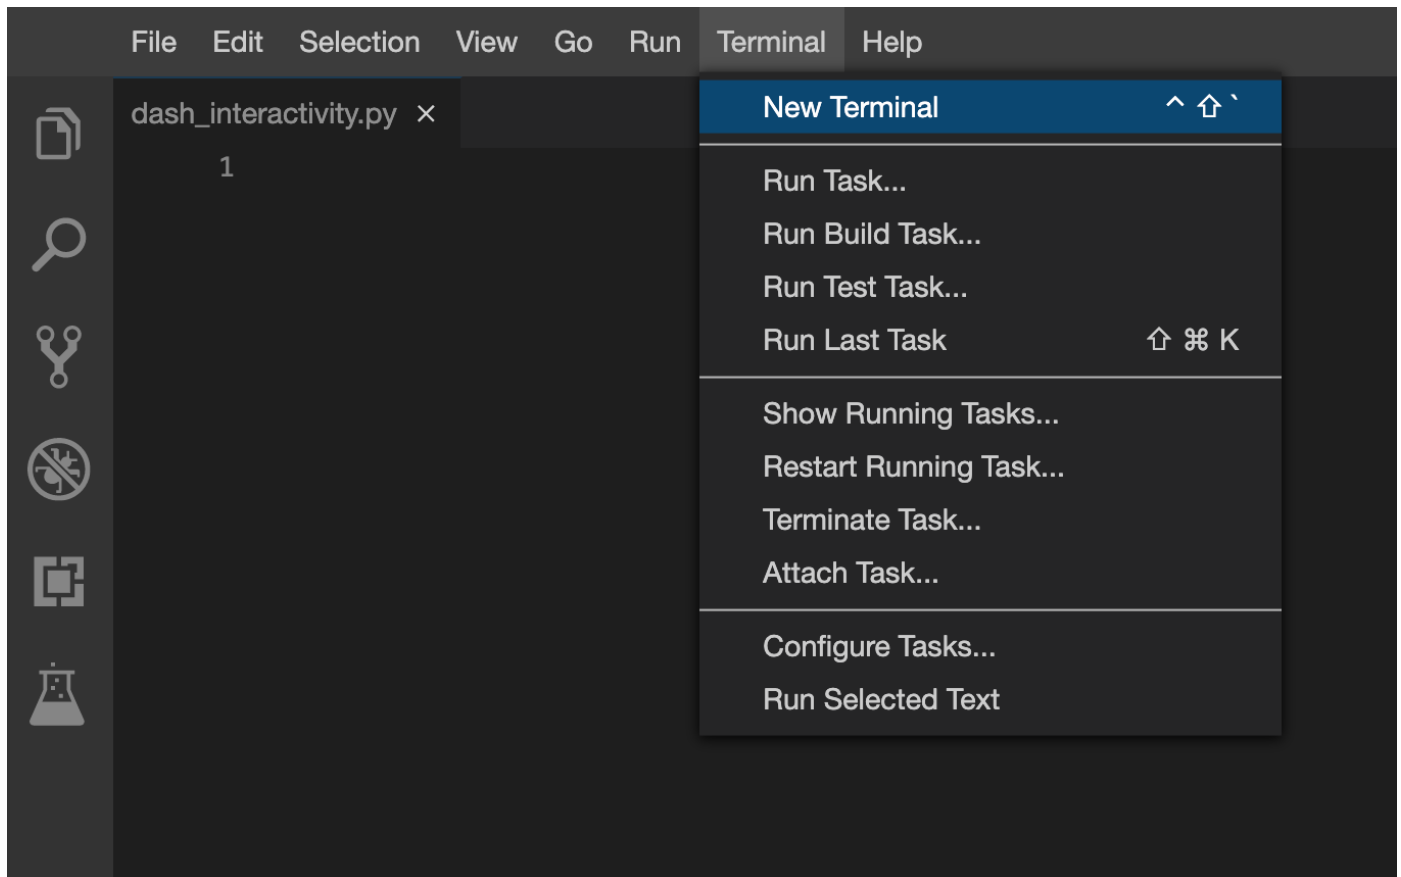 File Edit Selection View Go Run Terminal Help
dash_interactivity.py ×
1
New Terminal ^ ⇧ `
Run Task...
Run Build Task...
Run Test Task...
Run Last Task ⇧ ⌘ K
Show Running Tasks...
Restart Running Task...
Terminate Task...
Attach Task...
Configure Tasks...
Run Selected Text